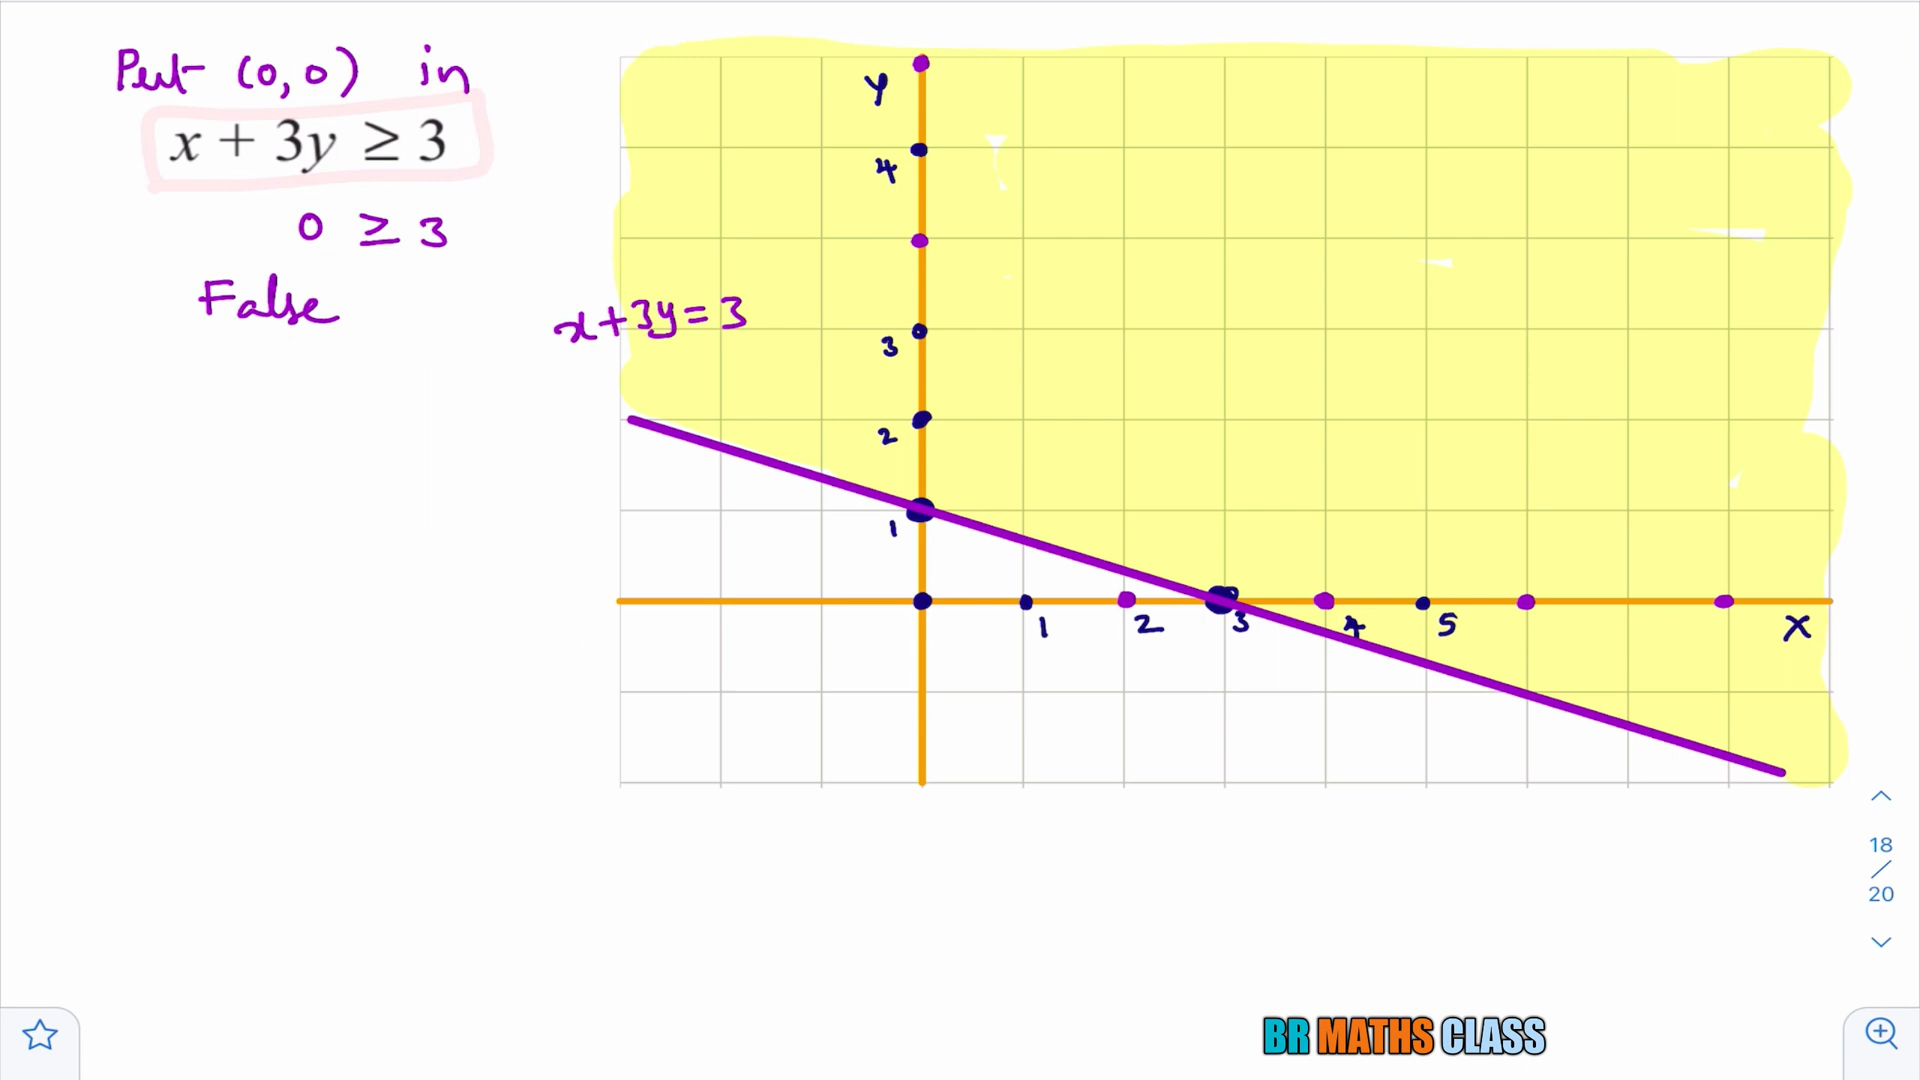 Put (0,0) in
x + 3y ≥ 3
0 ≥ 3
False
x+3y=3
y
4
3
2
1
1 2 3 4 5 x
18
/
20
BR MATHS CLASS